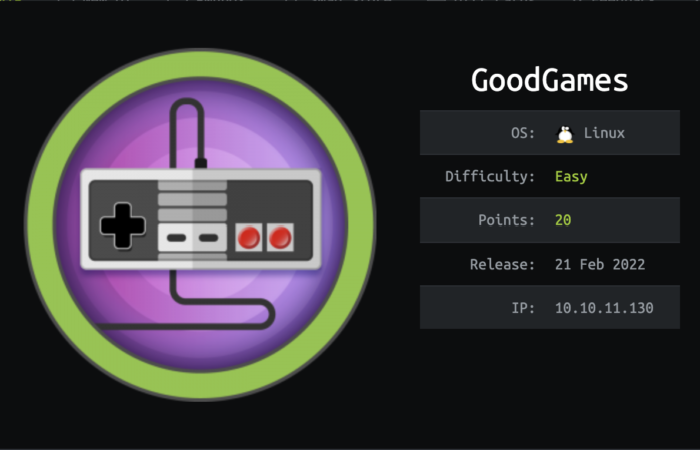 GoodGames
OS: Linux
Difficulty: Easy
Points: 20
Release: 21 Feb 2022
IP: 10.10.11.130